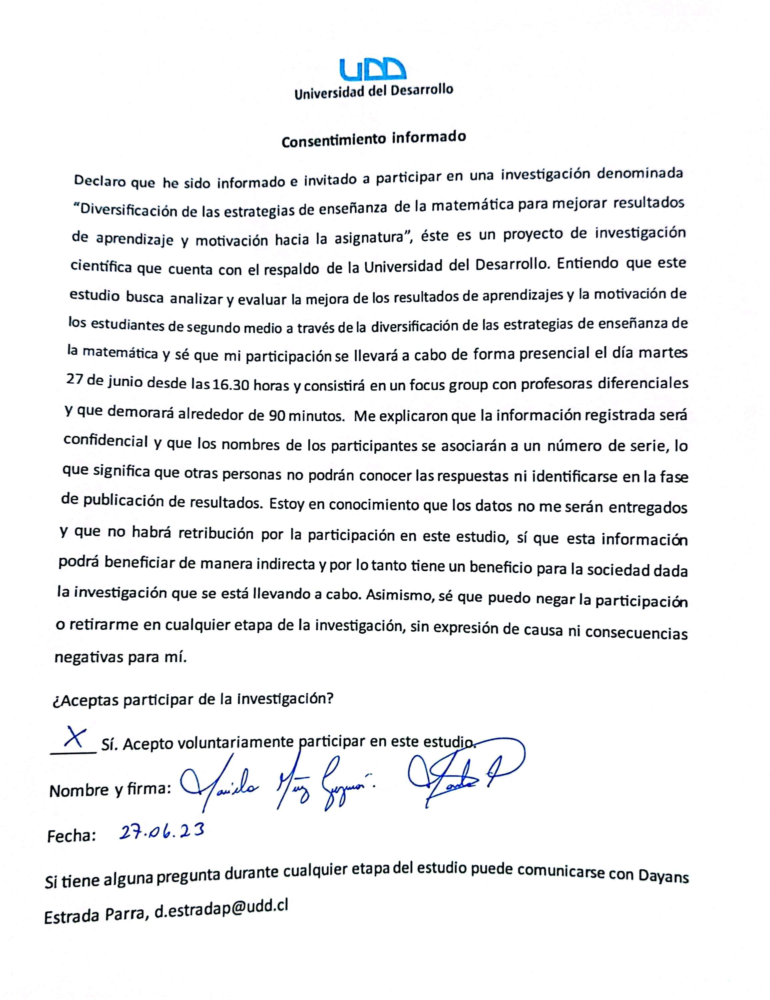 UDD
Universidad del Desarrollo
Consentimiento informado
Declaro que he sido informado e invitado a participar en una investigación denominada
“Diversificación de las estrategias de enseñanza de la matemática para mejorar resultados
de aprendizaje y motivación hacia la asignatura”, éste es un proyecto de investigación
científica que cuenta con el respaldo de la Universidad del Desarrollo. Entiendo que este
estudio busca analizar y evaluar la mejora de los resultados de aprendizajes y la motivación de
los estudiantes de segundo medio a través de la diversificación de las estrategias de enseñanza de
la matemática y sé que mi participación se llevará a cabo de forma presencial el día martes
27 de junio desde las 16.30 horas y consistirá en un focus group con profesoras diferenciales
y que demorará alrededor de 90 minutos. Me explicaron que la información registrada será
confidencial y que los nombres de los participantes se asociarán a un número de serie, lo
que significa que otras personas no podrán conocer las respuestas ni identificarse en la fase
de publicación de resultados. Estoy en conocimiento que los datos no me serán entregados
y que no habrá retribución por la participación en este estudio, sí que esta información
podrá beneficiar de manera indirecta y por lo tanto tiene un beneficio para la sociedad dada
la investigación que se está llevando a cabo. Asimismo, sé que puedo negar la participación
o retirarme en cualquier etapa de la investigación, sin expresión de causa ni consecuencias
negativas para mí.
¿Aceptas participar de la investigación?
X Sí. Acepto voluntariamente participar en este estudio.
Nombre y firma:
Fecha: 27.06.23
Si tiene alguna pregunta durante cualquier etapa del estudio puede comunicarse con Dayans
Estrada Parra, d.estradap@udd.cl